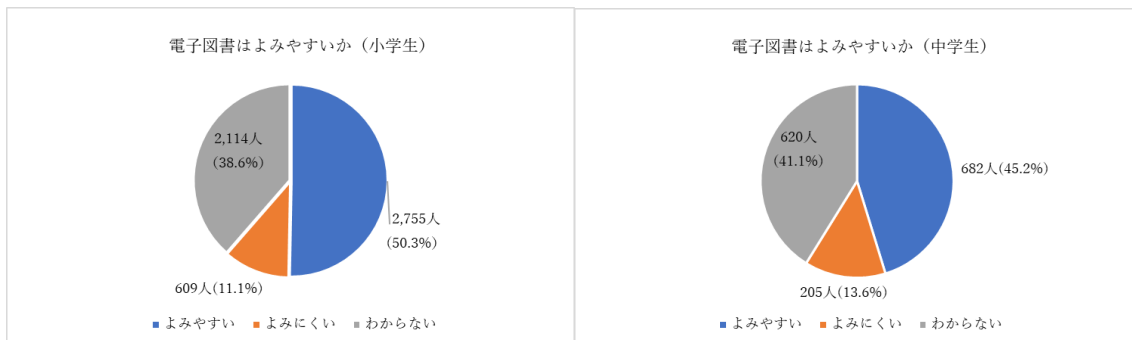 電子図書はよみやすいか（小学生）
2,114人
(38.6%)
2,755人
(50.3%)
609人(11.1%)
よみやすい よみにくい わからない
電子図書はよみやすいか（中学生）
620人
(41.1%)
682人(45.2%)
205人(13.6%)
よみやすい よみにくい わからない